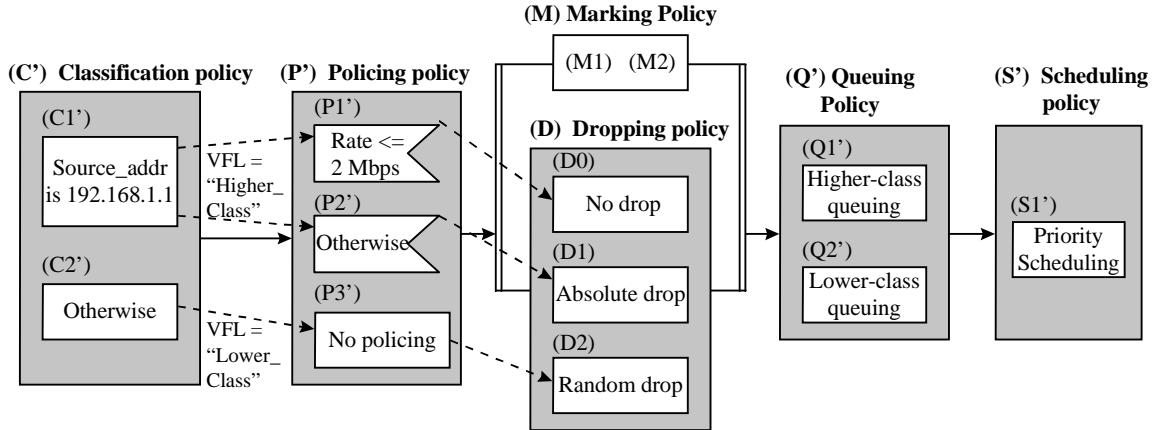 (M) Marking Policy
(M1) (M2)
(C’) Classification policy
(C1’)
Source_addr
is 192.168.1.1
(C2’)
Otherwise
VFL =
“Higher_
Class”
VFL =
“Lower_
Class”
(P’) Policing policy
(P1’)
Rate <=
2 Mbps
(P2’)
Otherwise
(P3’)
No policing
(D) Dropping policy
(D0)
No drop
(D1)
Absolute drop
(D2)
Random drop
(Q’) Queuing
Policy
(Q1’)
Higher-class
queuing
(Q2’)
Lower-class
queuing
(S’) Scheduling
policy
(S1’)
Priority
Scheduling